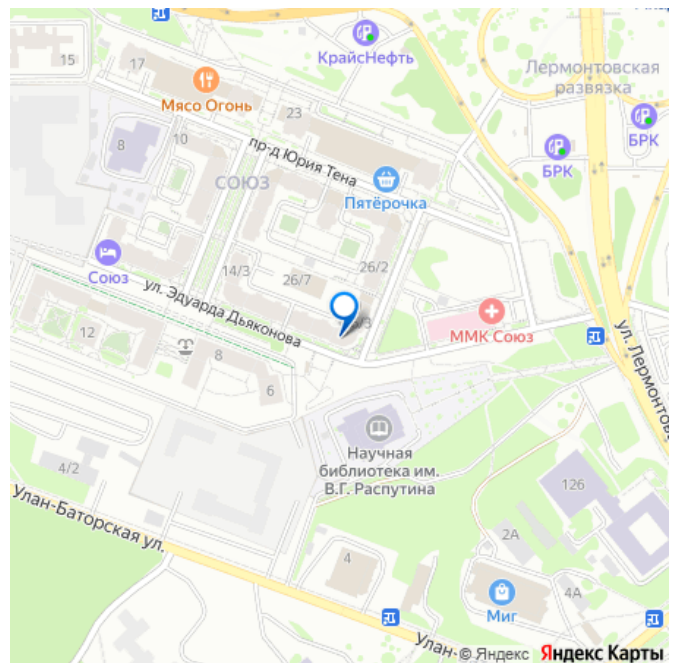 КрайсНефть
15
17
Мясо Огонь
23
Лермонтовская
развязка
БРК
БРК
8
10
пр-д Юрия Тена
СОЮЗ
Пятёрочка
Союз
14/3
26/7
26/2
ул. Эдуарда Дьяконова
ММК Союз
12
8
6
ул. Лермонтово
Научная
библиотека им.
В.Г. Распутина
4/2
126
Улан-Баторская ул.
2А
4
4А
Миг
Улан-
© Яндекс Яндекс Карты